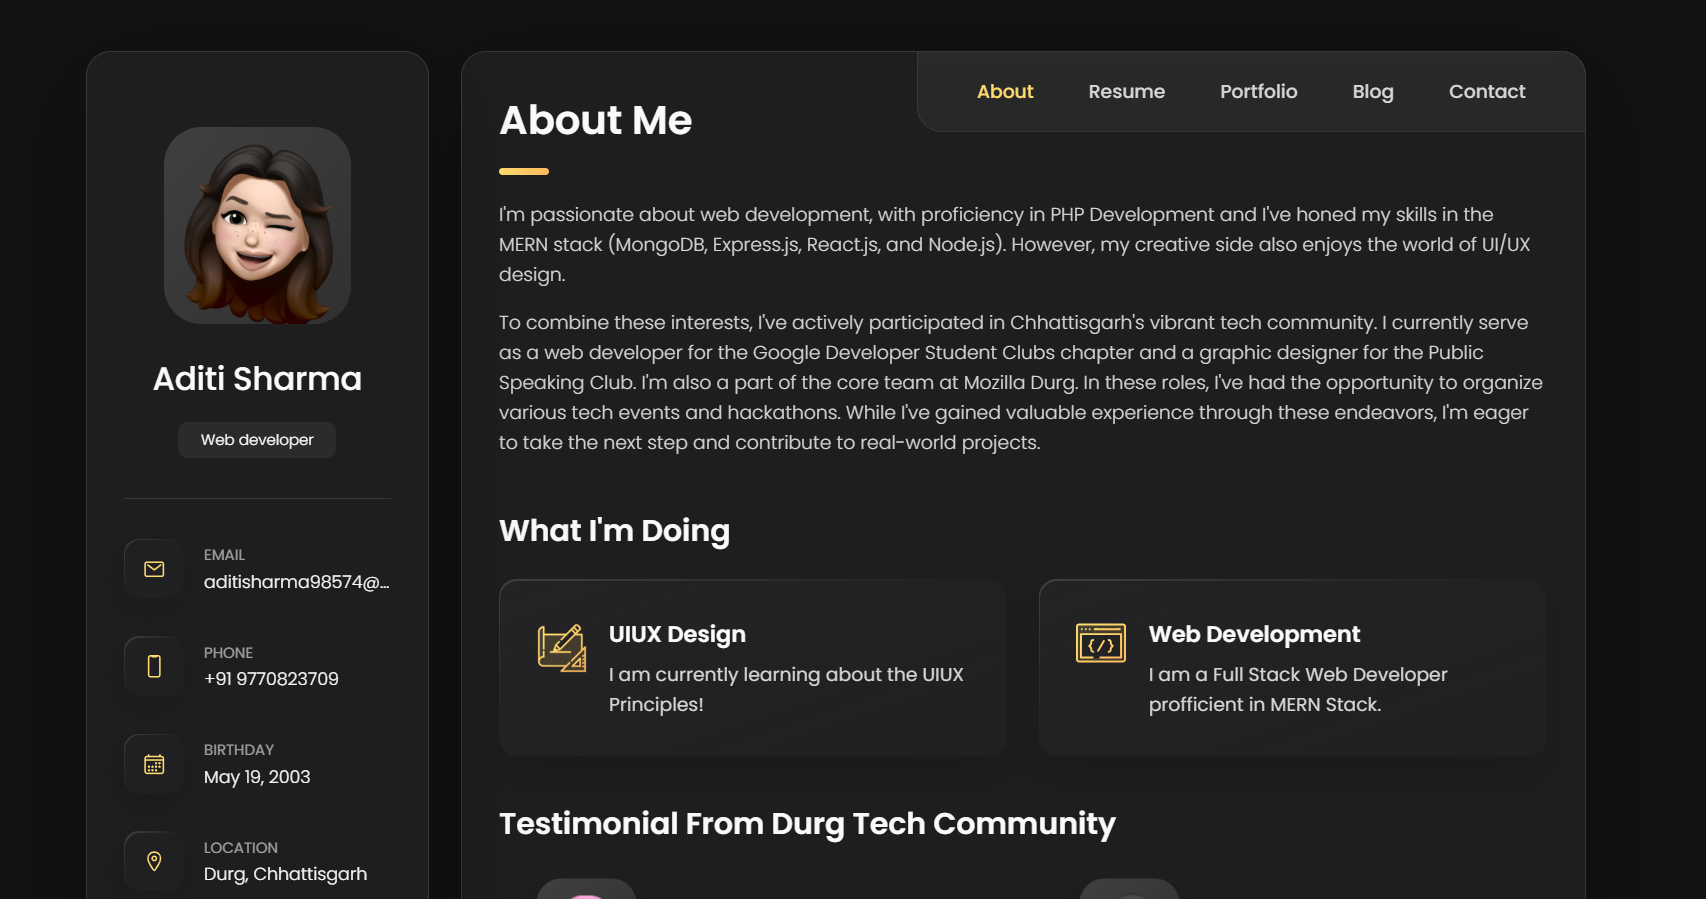 Aditi Sharma
Web developer
EMAIL
aditisharma98574@...
PHONE
+91 9770823709
BIRTHDAY
May 19, 2003
LOCATION
Durg, Chhattisgarh
About
Resume
Portfolio
Blog
Contact
About Me
I'm passionate about web development, with proficiency in PHP Development and I've honed my skills in the
MERN stack (MongoDB, Express.js, React.js, and Node.js). However, my creative side also enjoys the world of UI/UX
design.
To combine these interests, I've actively participated in Chhattisgarh's vibrant tech community. I currently serve
as a web developer for the Google Developer Student Clubs chapter and a graphic designer for the Public
Speaking Club. I'm also a part of the core team at Mozilla Durg. In these roles, I've had the opportunity to organize
various tech events and hackathons. While I've gained valuable experience through these endeavors, I'm eager
to take the next step and contribute to real-world projects.
What I'm Doing
UIUX Design
I am currently learning about the UIUX
Principles!
Web Development
I am a Full Stack Web Developer
profficient in MERN Stack.
Testimonial From Durg Tech Community